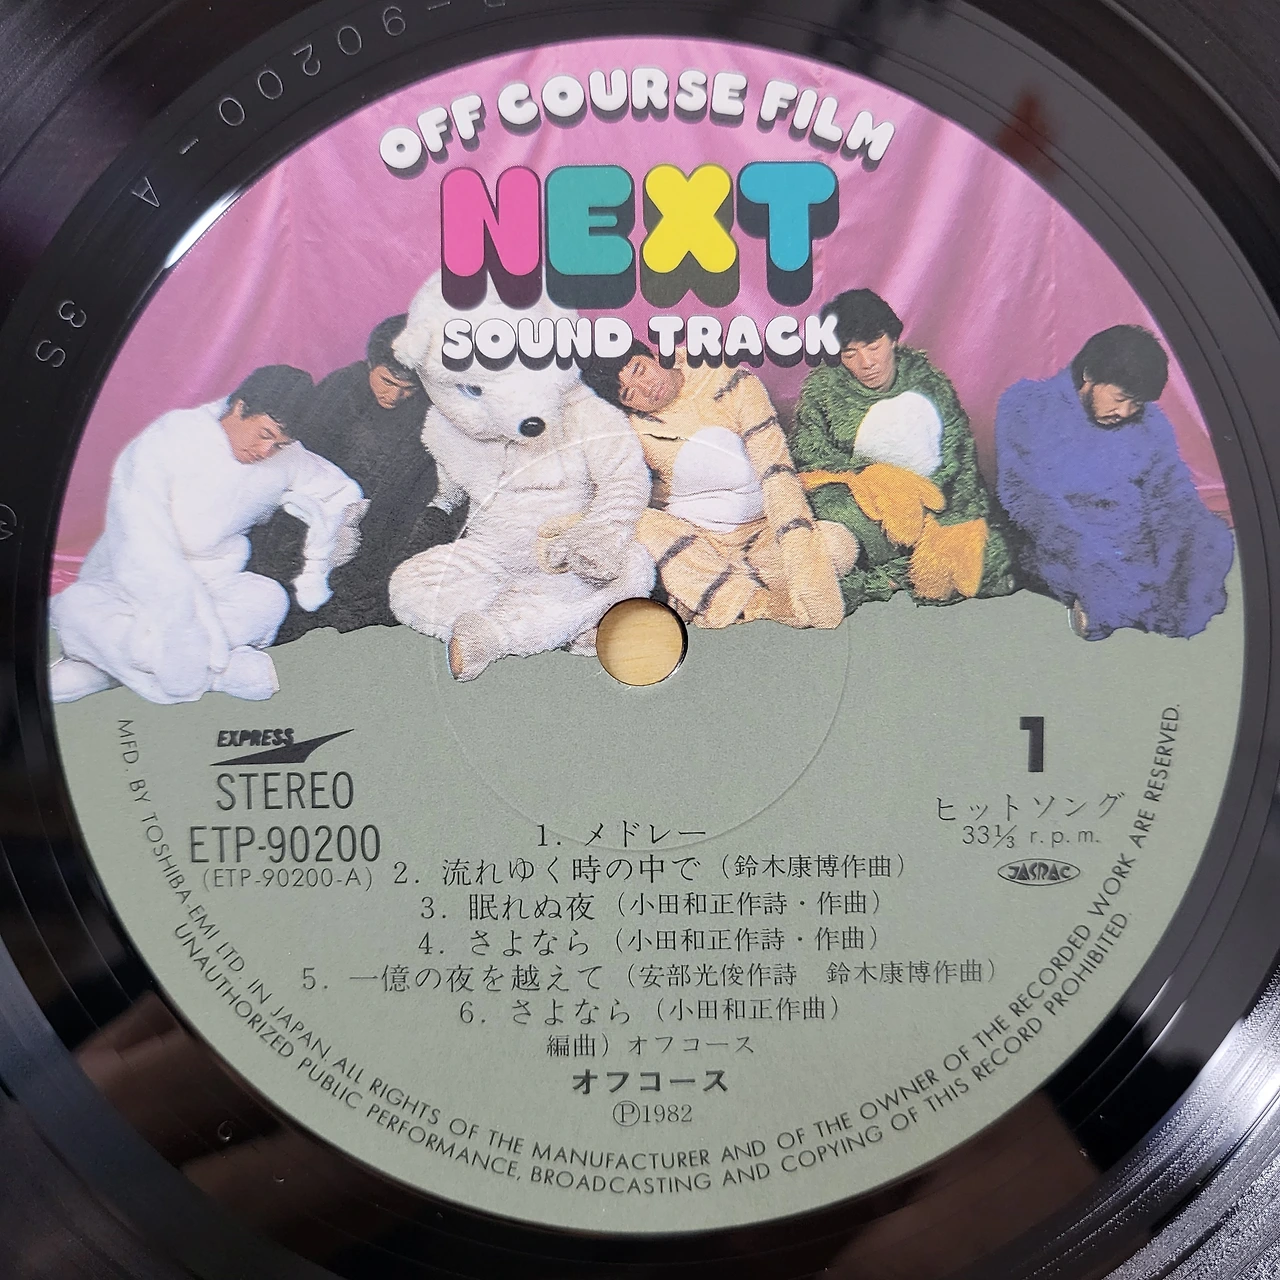 P-90200-A
3S
OFF COURSE FILM
NEXT
SOUND TRACK
EXPRESS
STEREO
ETP-90200
(ETP-90200-A)
1
ヒットソング
33⅓ r.p.m.
JASRAC
1. メドレー
2. 流れゆく時の中で (鈴木康博作曲)
3. 眠れぬ夜 (小田和正作詩・作曲)
4. さよなら (小田和正作詩・作曲)
5. 一億の夜を越えて (安部光俊作詩 鈴木康博作曲)
6. さよなら (小田和正作曲)
編曲) オフコース
オフコース
Ⓟ1982
MFD. BY TOSHIBA-EMI LTD. IN JAPAN. ALL RIGHTS OF THE MANUFACTURER AND OF THE OWNER OF THE RECORDED WORK ARE RESERVED.
UNAUTHORIZED PUBLIC PERFORMANCE, BROADCASTING AND COPYING OF THIS RECORD PROHIBITED.